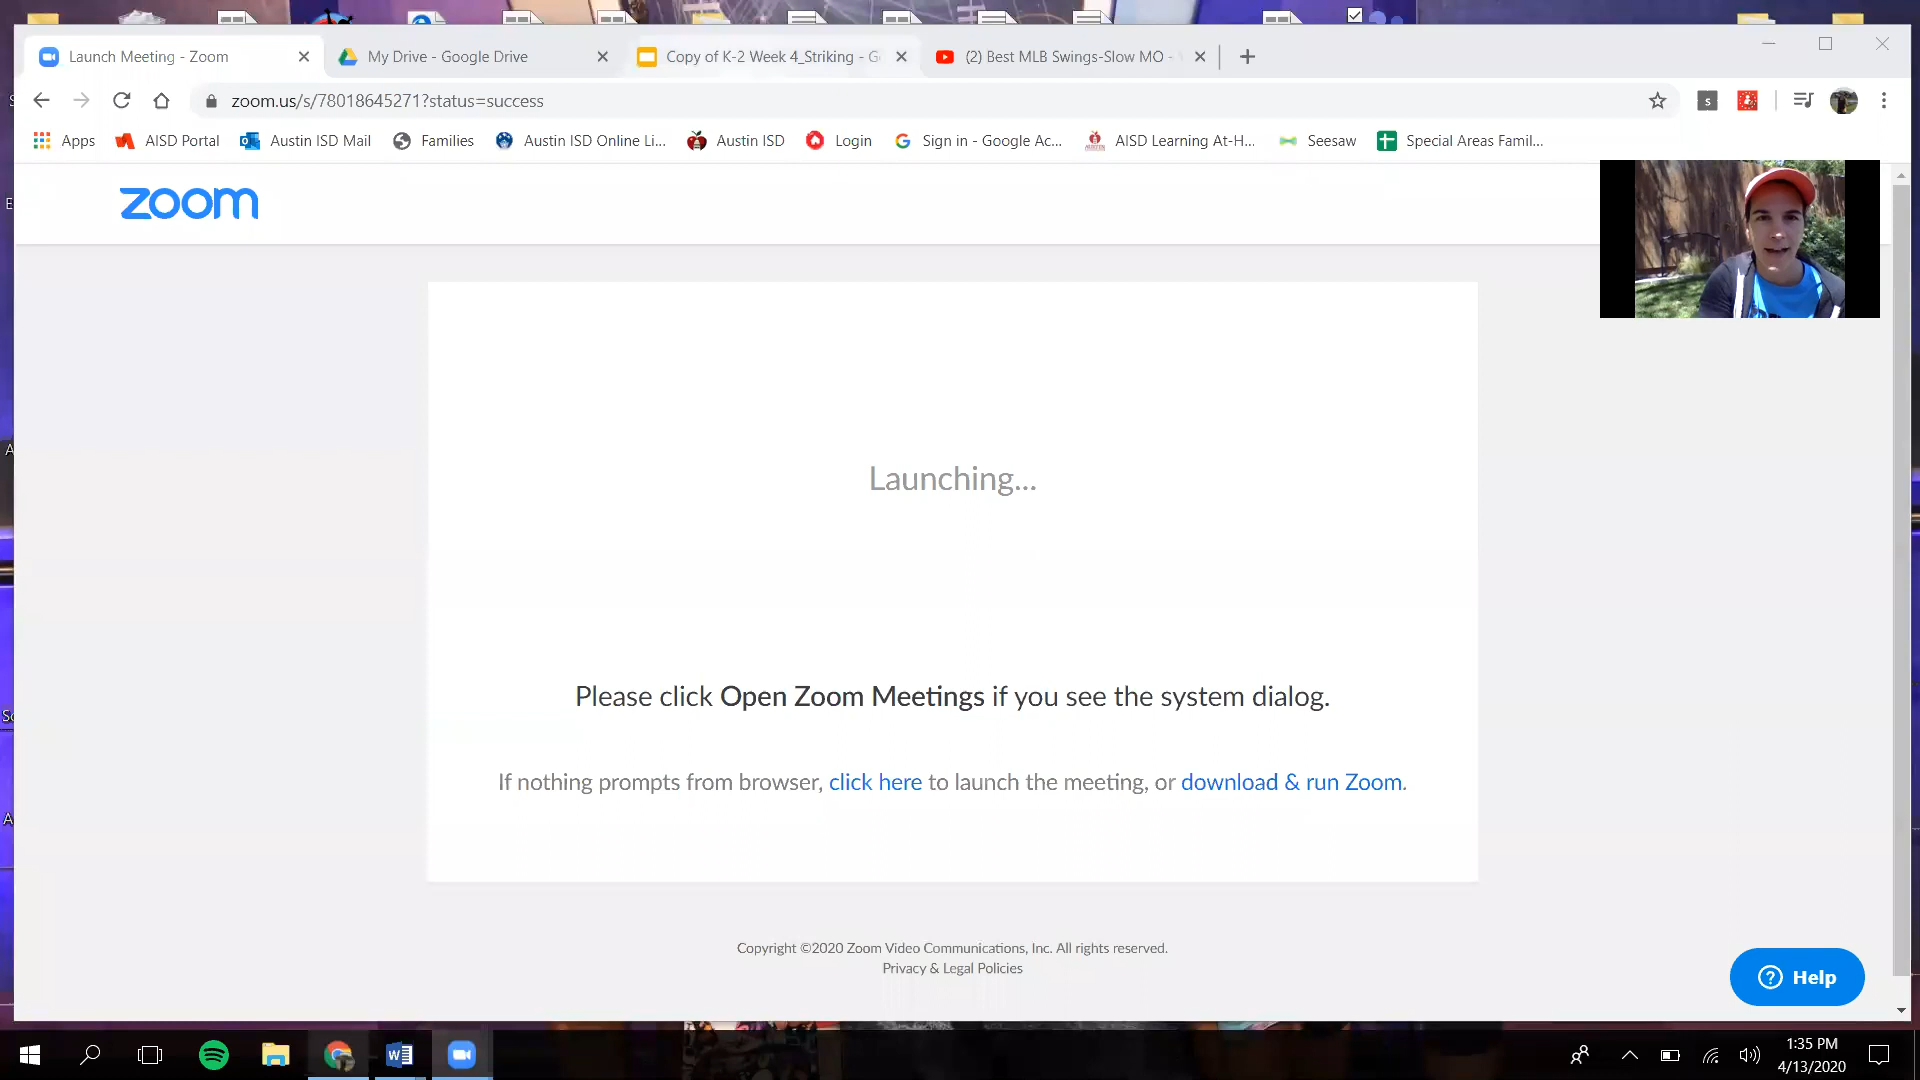 Launch Meeting - Zoom
My Drive - Google Drive
Copy of K-2 Week 4_Striking - G
(2) Best MLB Swings-Slow MO -
zoom.us/s/78018645271?status=success
s
Apps
AISD Portal
Austin ISD Mail
Families
Austin ISD Online Li...
Austin ISD
Login
Sign in - Google Ac...
AISD Learning At-H...
Seesaw
Special Areas Famil...
zoom
Launching...
Please click Open Zoom Meetings if you see the system dialog.
If nothing prompts from browser, click here to launch the meeting, or download & run Zoom.
Copyright ©2020 Zoom Video Communications, Inc. All rights reserved.
Privacy & Legal Policies
Help
1:35 PM
4/13/2020